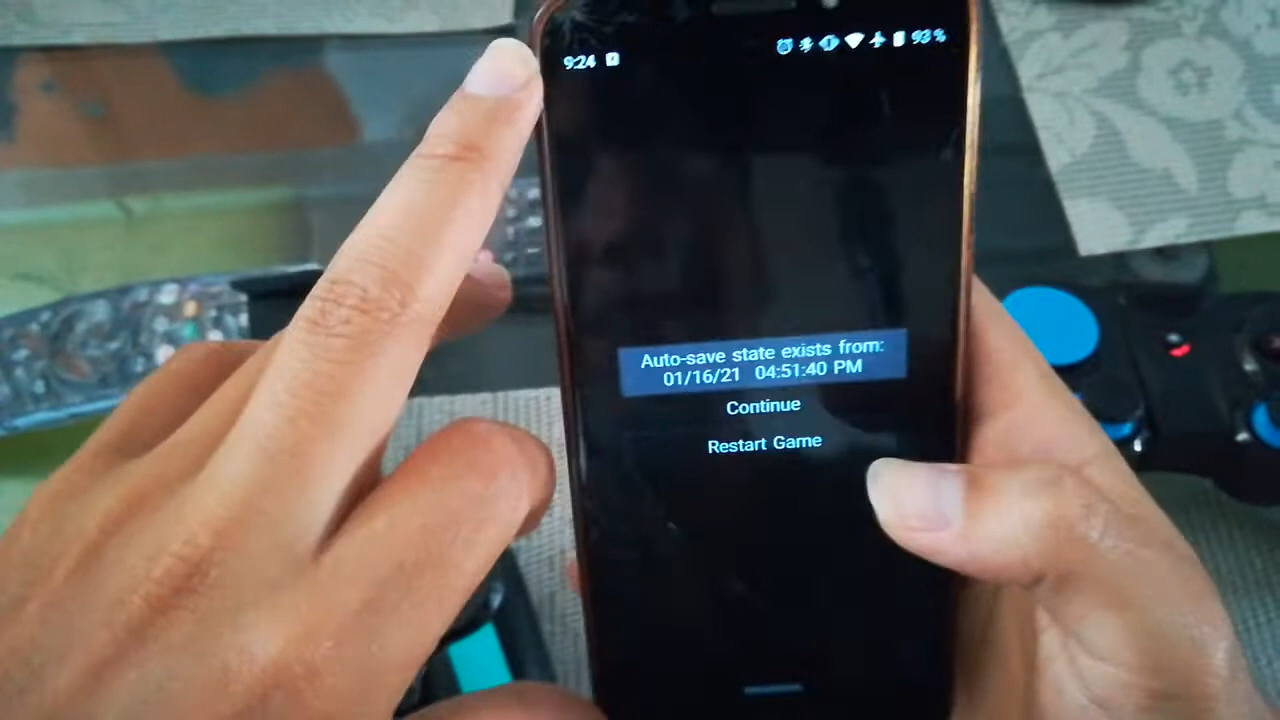 9:24
93%
Auto-save state exists from:
01/16/21 04:51:40 PM
Continue
Restart Game